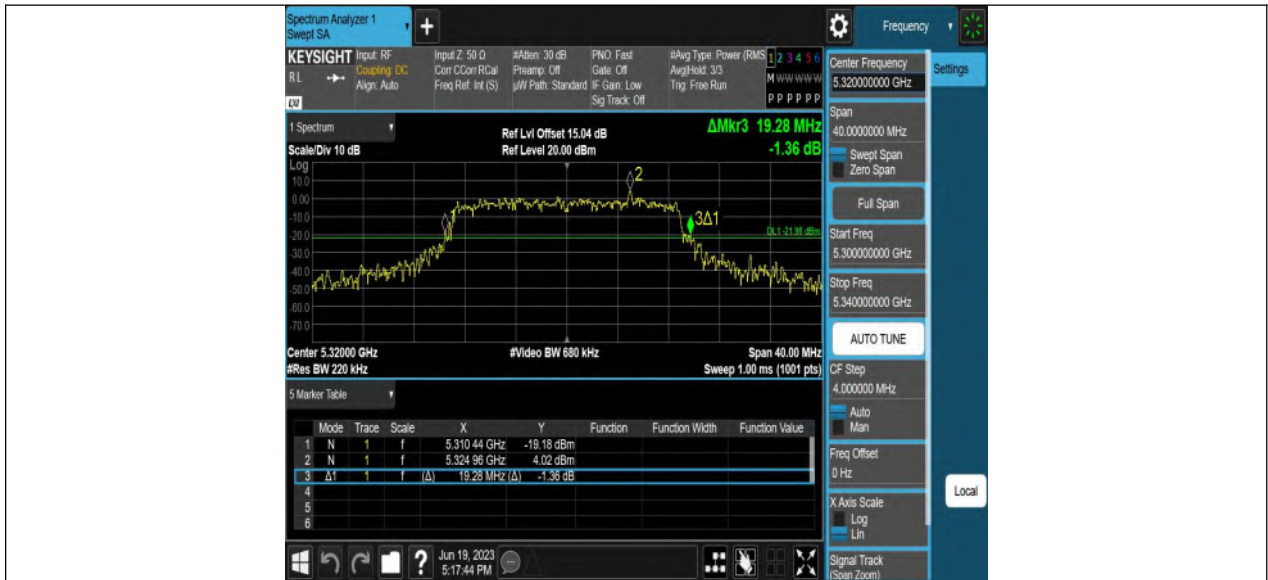 Spectrum Analyzer 1
Swept SA
+
Frequency
KEYSIGHT
RL
LXI
Input: RF
Coupling: DC
Align: Auto
Input Z: 50 Ω
Corr CCorr RCal
Freq Ref: Int (S)
#Atten: 30 dB
Preamp: Off
µW Path: Standard
PNO: Fast
Gate: Off
IF Gain: Low
Sig Track: Off
#Avg Type: Power (RMS
Avg|Hold: 3/3
Trig: Free Run
1 2 3 4 5 6
M W W W W W
P P P P P P
1 Spectrum
Scale/Div 10 dB
Ref Lvl Offset 15.04 dB
Ref Level 20.00 dBm
ΔMkr3 19.28 MHz
-1.36 dB
Log
10.0
0.00
-10.0
-20.0
-30.0
-40.0
-50.0
-60.0
-70.0
1
2
3Δ1
DL1 -21.98 dBm
Center 5.32000 GHz
#Res BW 220 kHz
#Video BW 680 kHz
Span 40.00 MHz
Sweep 1.00 ms (1001 pts)
5 Marker Table
Mode Trace Scale X Y Function Function Width Function Value
1 N 1 f 5.310 44 GHz -19.18 dBm
2 N 1 f 5.324 96 GHz 4.02 dBm
3 Δ1 1 f (Δ) 19.28 MHz (Δ) -1.36 dB
4
5
6
?
Jun 19, 2023
5:17:44 PM
Center Frequency
5.320000000 GHz
Span
40.0000000 MHz
Swept Span
Zero Span
Full Span
Start Freq
5.300000000 GHz
Stop Freq
5.340000000 GHz
AUTO TUNE
CF Step
4.000000 MHz
Auto
Man
Freq Offset
0 Hz
X Axis Scale
Log
Lin
Signal Track
(Span Zoom)
Settings
Local